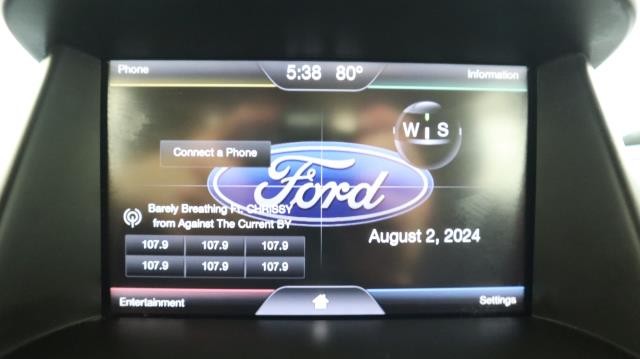 Phone
5:38 80°
Information
W S
Connect a Phone
Ford
Barely Breathing Ft. CHRISSY
from Against The Current BY
August 2, 2024
107.9 107.9 107.9
107.9 107.9 107.9
Entertainment
Settings